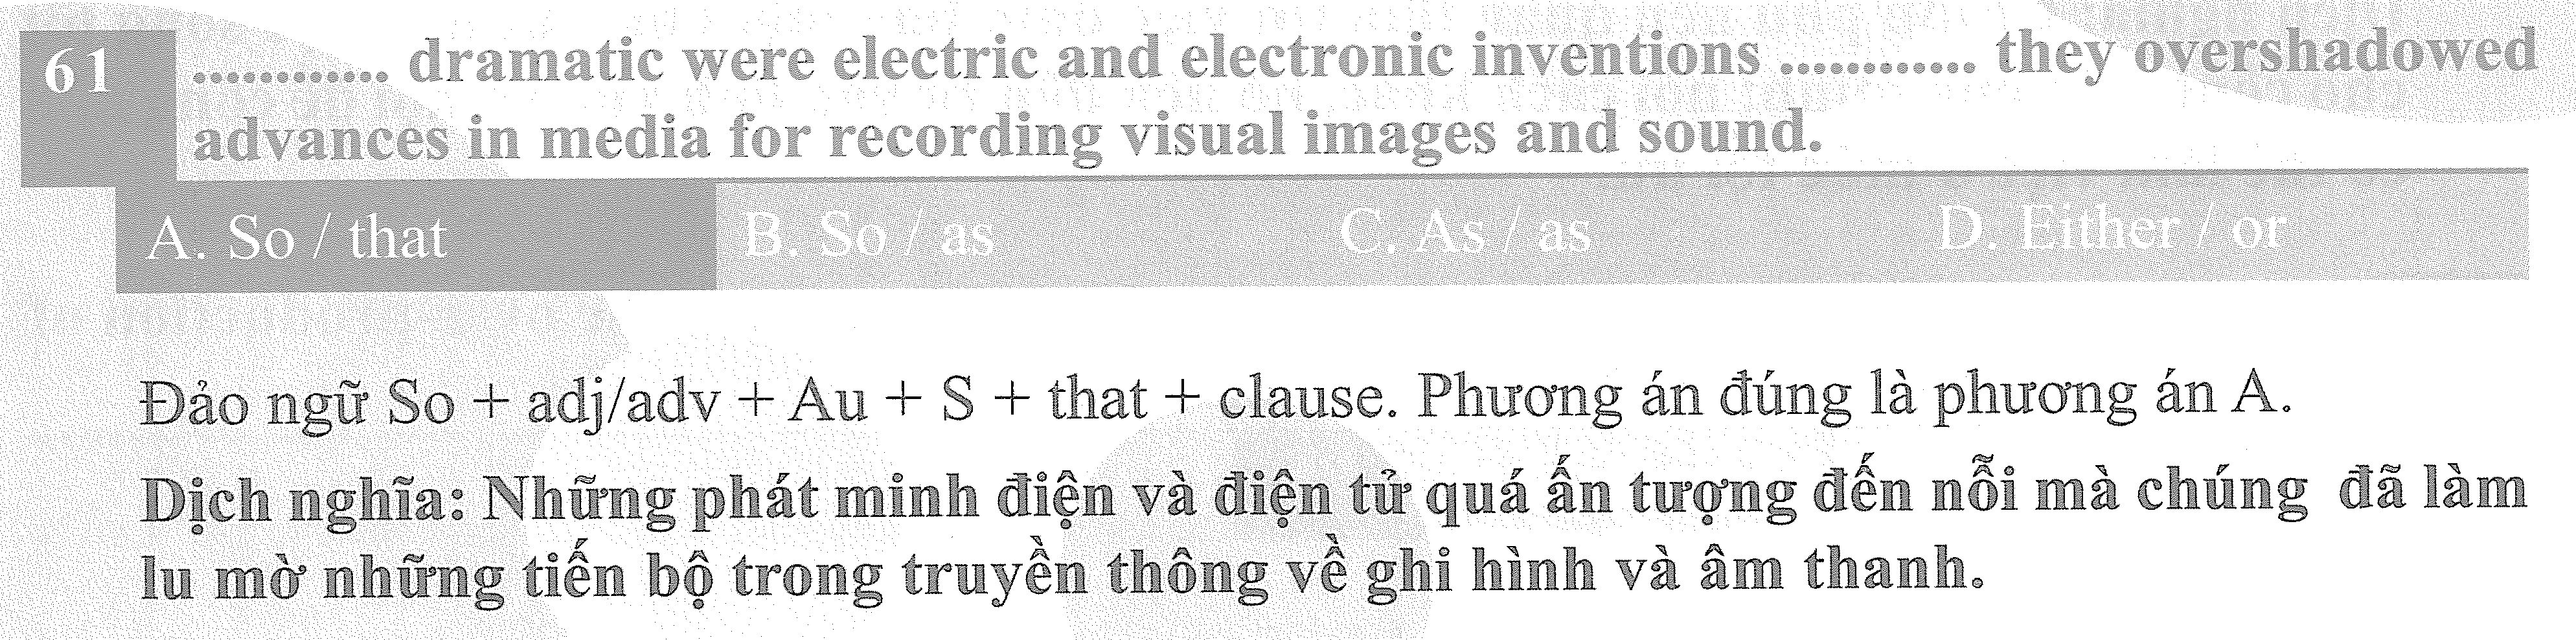 61 ............ dramatic were electric and electronic inventions ............ they overshadowed
advances in media for recording visual images and sound.
A. So / that B. So / as C. As / as D. Either / or
Đảo ngữ So + adj/adv + Au + S + that + clause. Phương án đúng là phương án A.
Dịch nghĩa: Những phát minh điện và điện tử quá ấn tượng đến nỗi mà chúng đã làm
lu mờ những tiến bộ trong truyền thông về ghi hình và âm thanh.